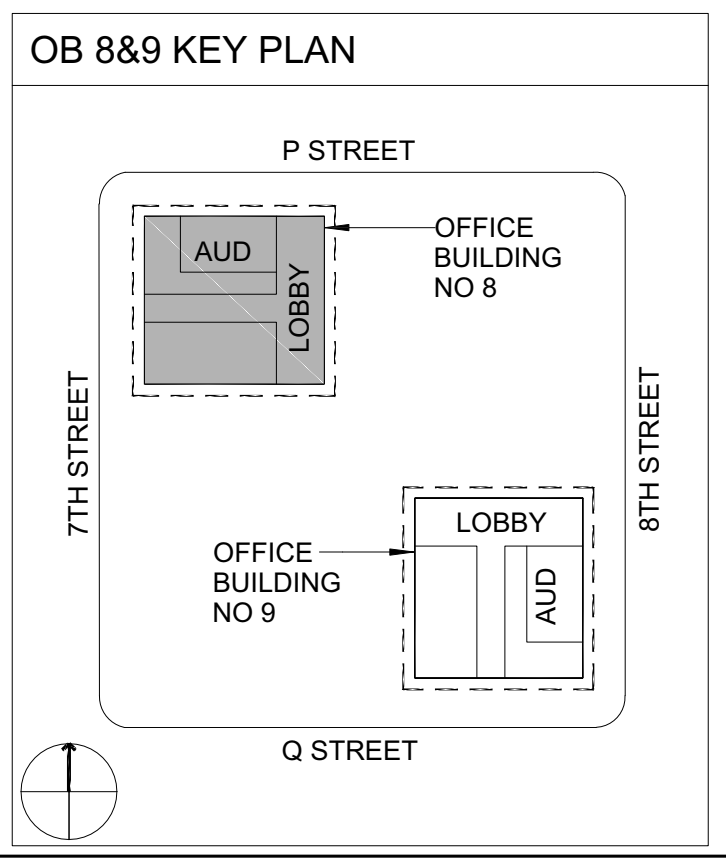 OB 8&9 KEY PLAN
P STREET
AUD
LOBBY
OFFICE
BUILDING
NO 8
7TH STREET
8TH STREET
LOBBY
AUD
OFFICE
BUILDING
NO 9
Q STREET